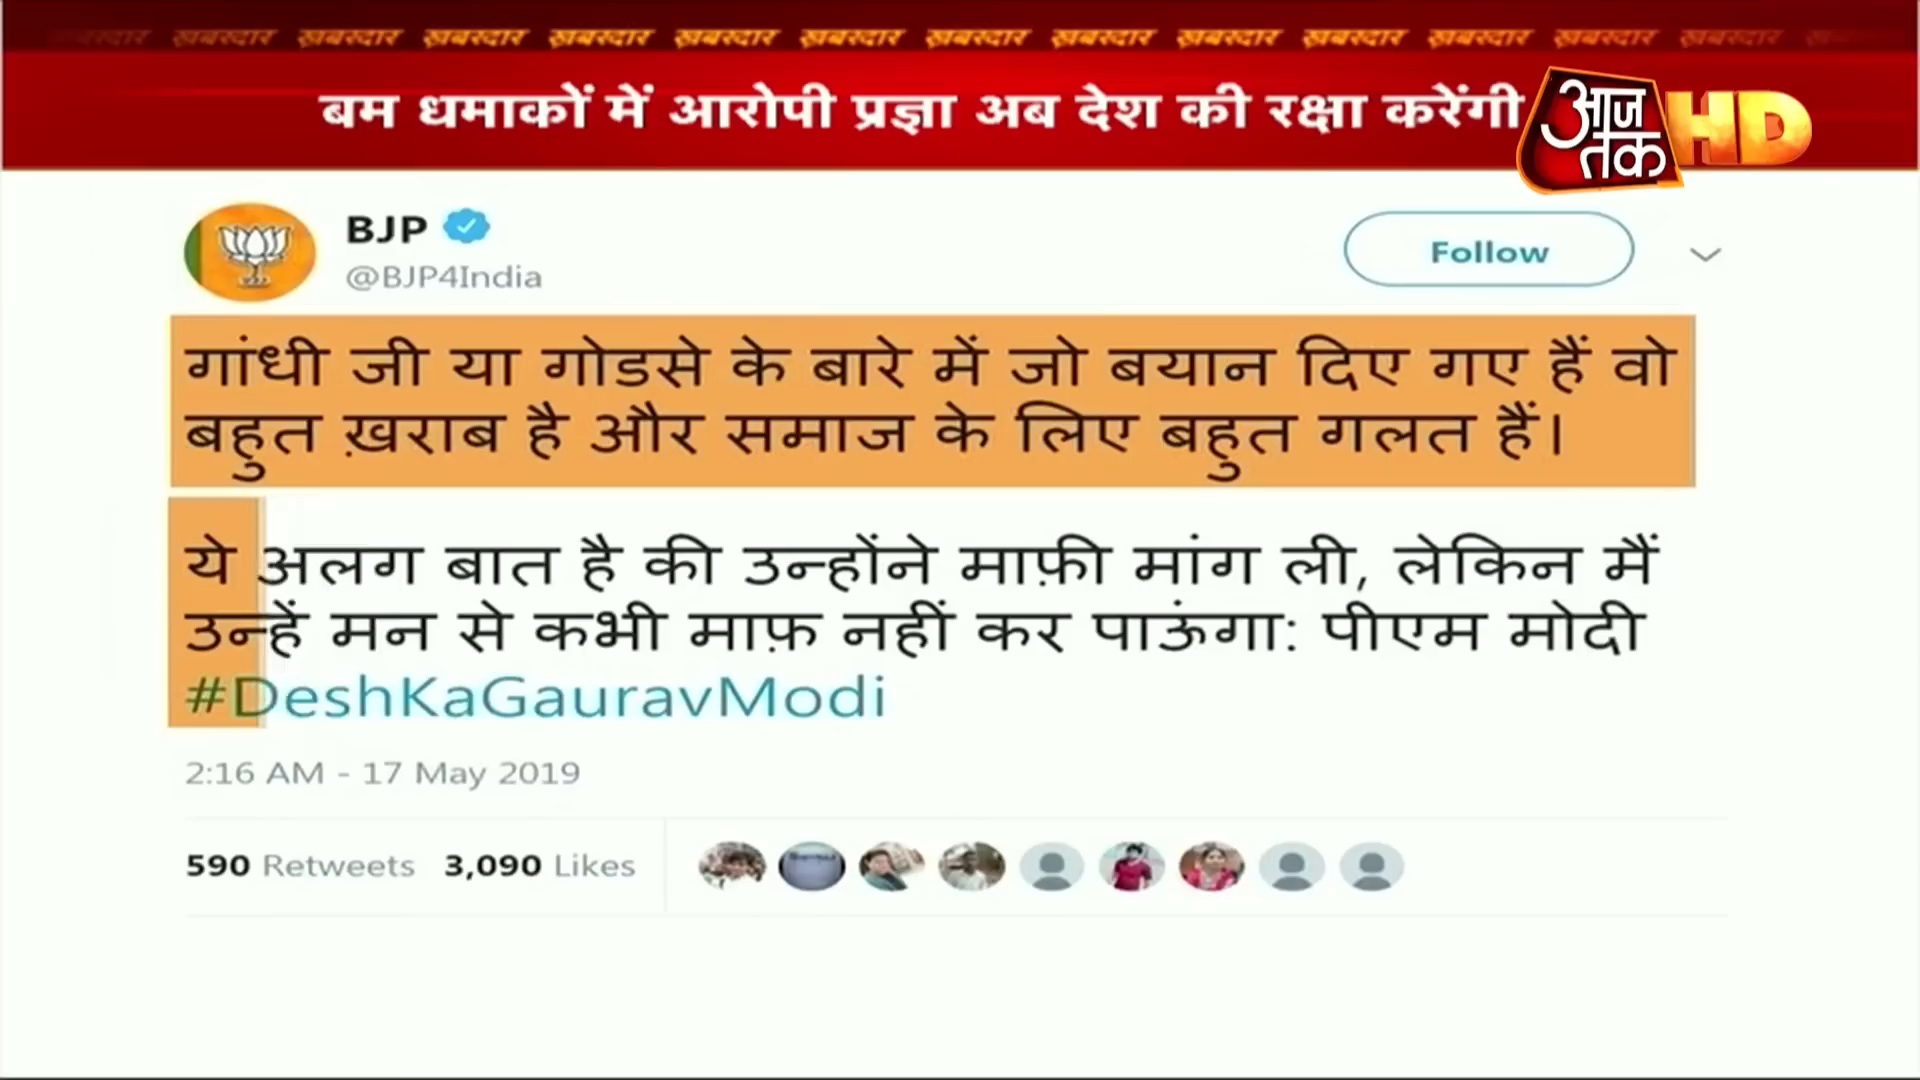 ख़बरदार ख़बरदार ख़बरदार ख़बरदार ख़बरदार ख़बरदार ख़बरदार ख़बरदार ख़बरदार ख़बरदार ख़बरदार ख़बरदार ख़बरदार
बम धमाकों में आरोपी प्रज्ञा अब देश की रक्षा करेंगी
आज तक HD
BJP
@BJP4India
Follow
गांधी जी या गोडसे के बारे में जो बयान दिए गए हैं वो
बहुत ख़राब है और समाज के लिए बहुत गलत हैं।
ये अलग बात है की उन्होंने माफ़ी मांग ली, लेकिन मैं
उन्हें मन से कभी माफ़ नहीं कर पाऊंगा: पीएम मोदी
#DeshKaGauravModi
2:16 AM - 17 May 2019
590 Retweets 3,090 Likes